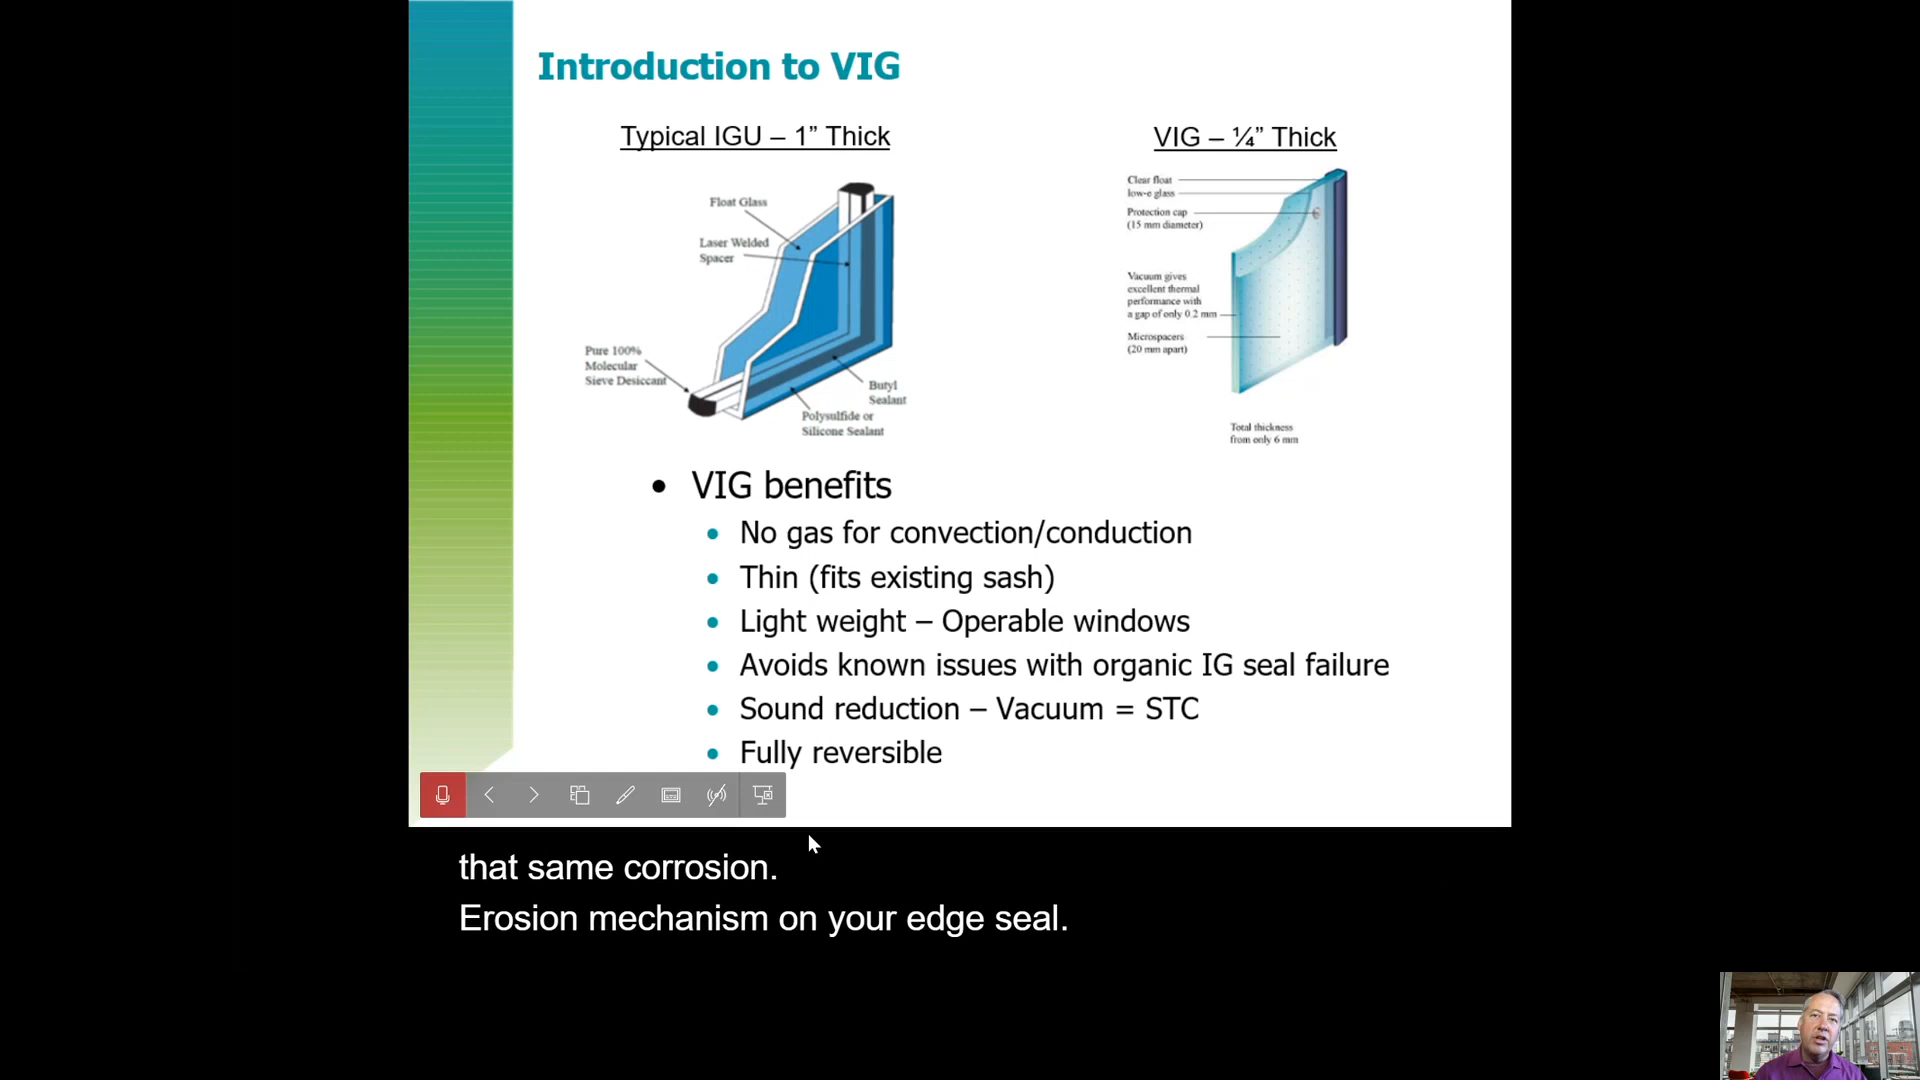 Introduction to VIG
Typical IGU – 1” Thick
Float Glass
Laser Welded
Spacer
Pure 100%
Molecular
Sieve Desiccant
Butyl
Sealant
Polysulfide or
Silicone Sealant
VIG – ¼” Thick
Clear float
low-e glass
Protection cap
(15 mm diameter)
Vacuum gives
excellent thermal
performance with
a gap of only 0.2 mm
Microspacers
(20 mm apart)
Total thickness
from only 6 mm
• VIG benefits
• No gas for convection/conduction
• Thin (fits existing sash)
• Light weight – Operable windows
• Avoids known issues with organic IG seal failure
• Sound reduction – Vacuum = STC
• Fully reversible
that same corrosion.
Erosion mechanism on your edge seal.